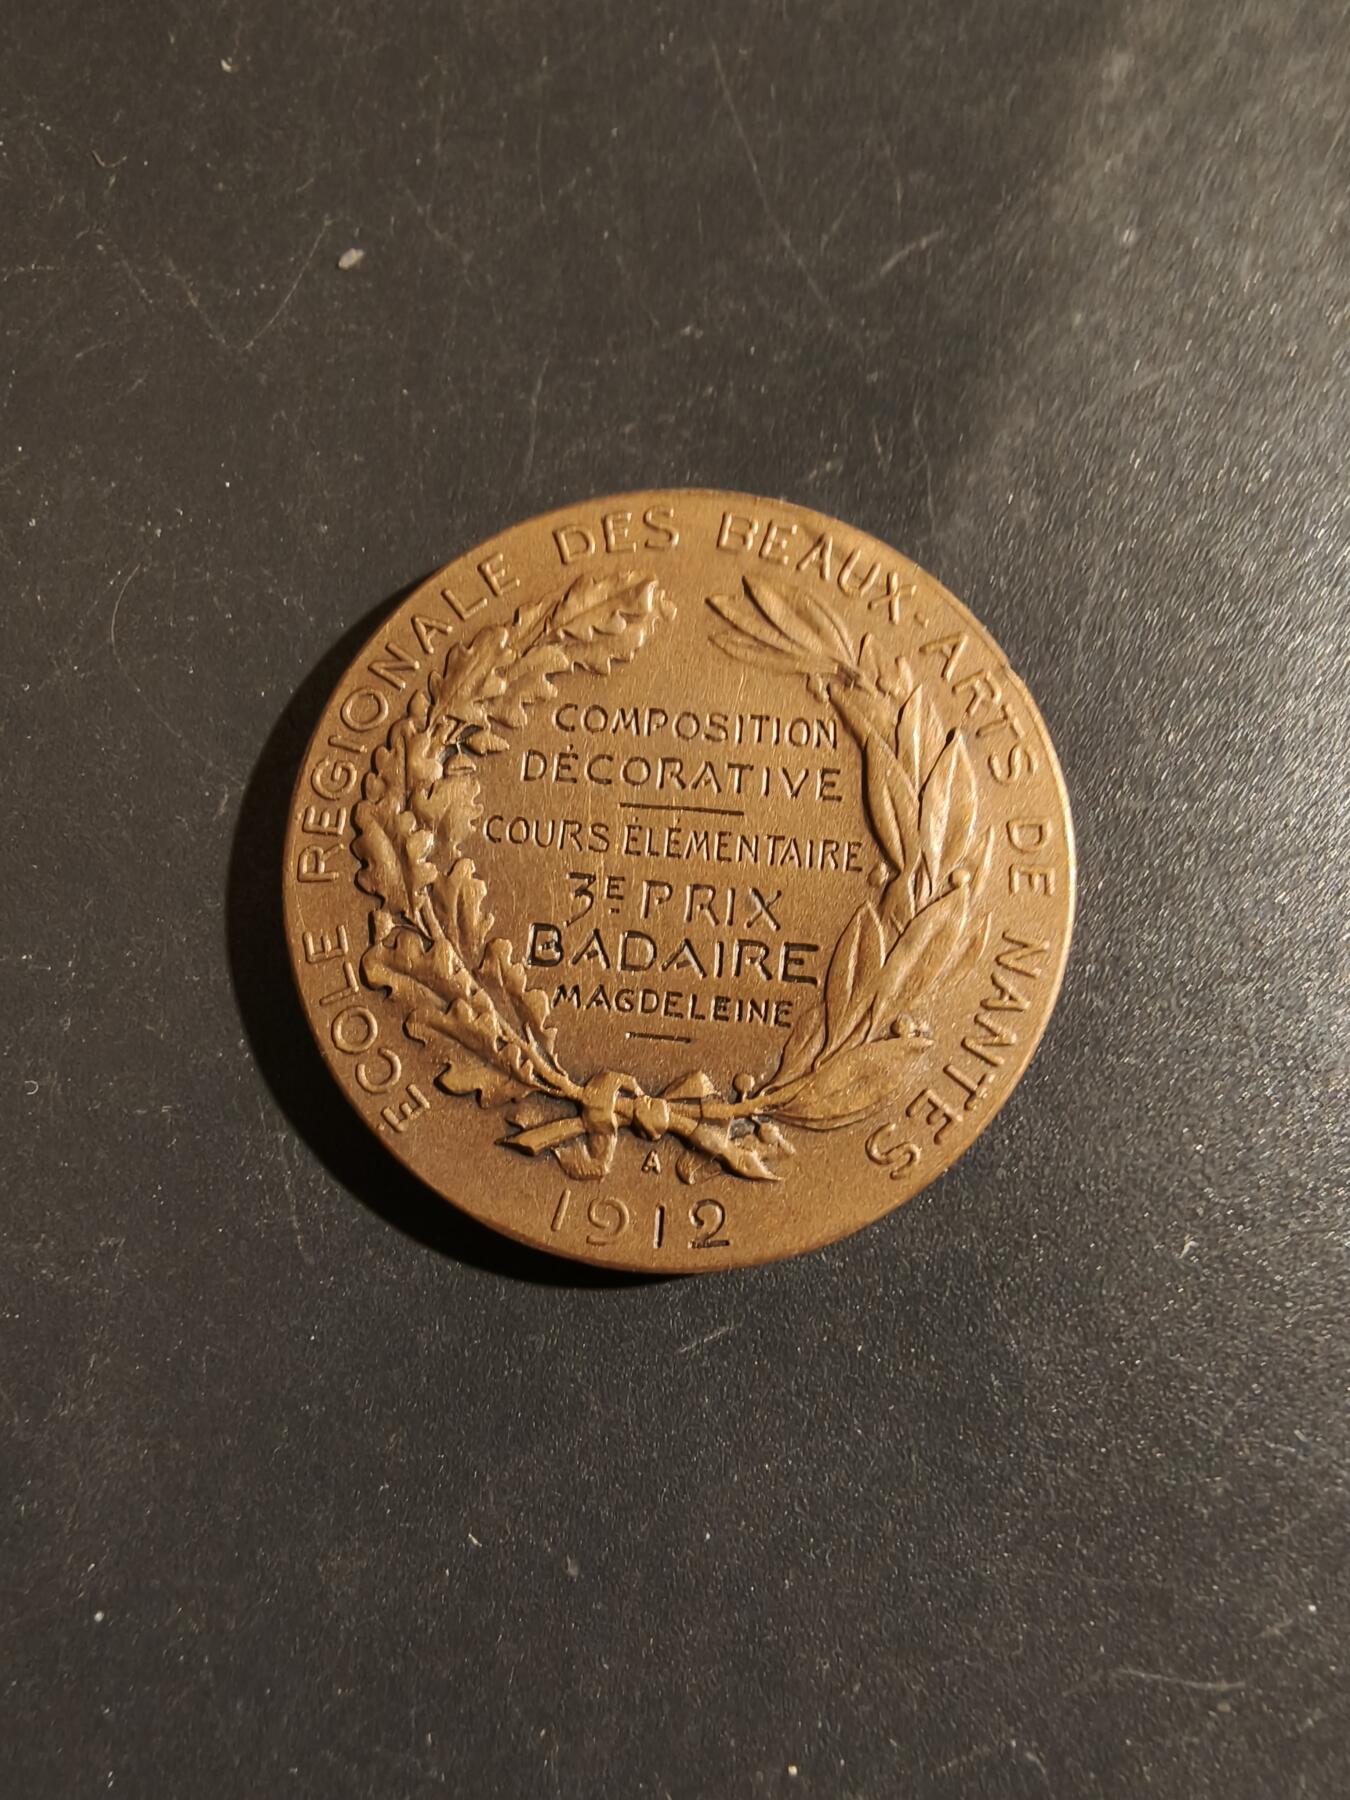 ECOLE REGIONALE DES BEAUX-ARTS DE NANTES
COMPOSITION
DÉCORATIVE
COURS ÉLÉMENTAIRE
3E PRIX
BADAIRE
MAGDELEINE
A
1912